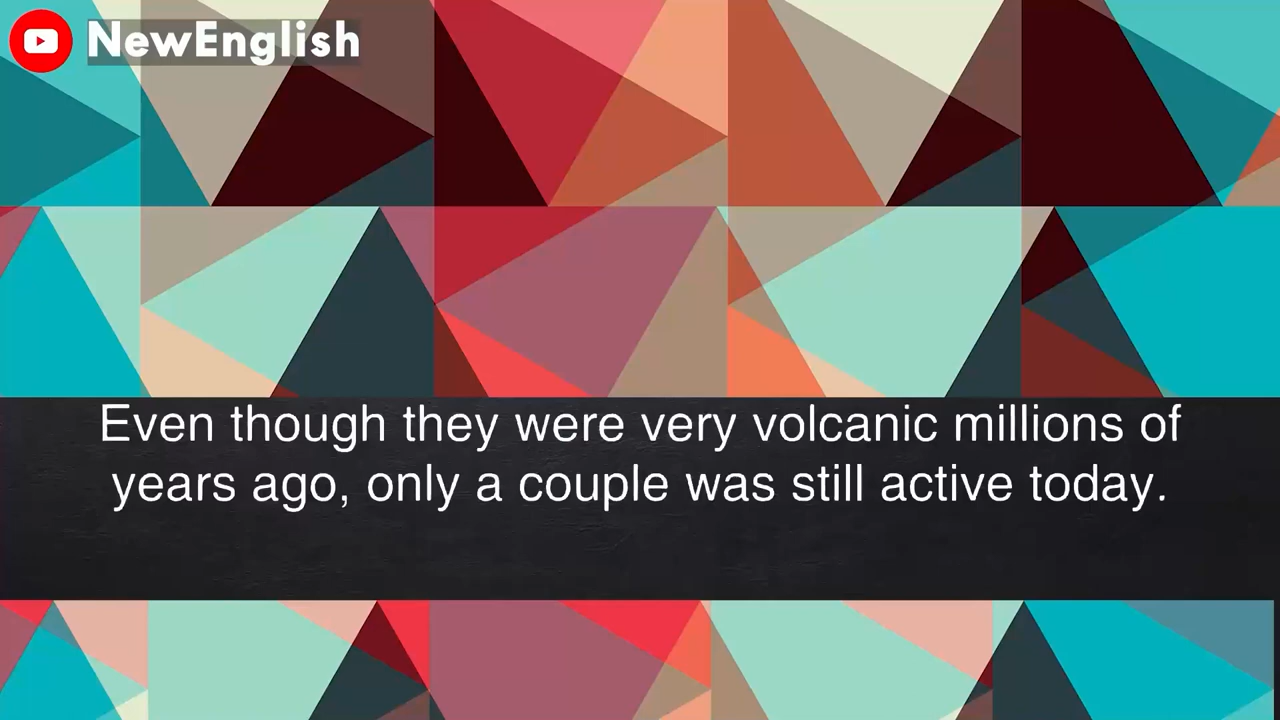 NewEnglish
Even though they were very volcanic millions of
years ago, only a couple was still active today.